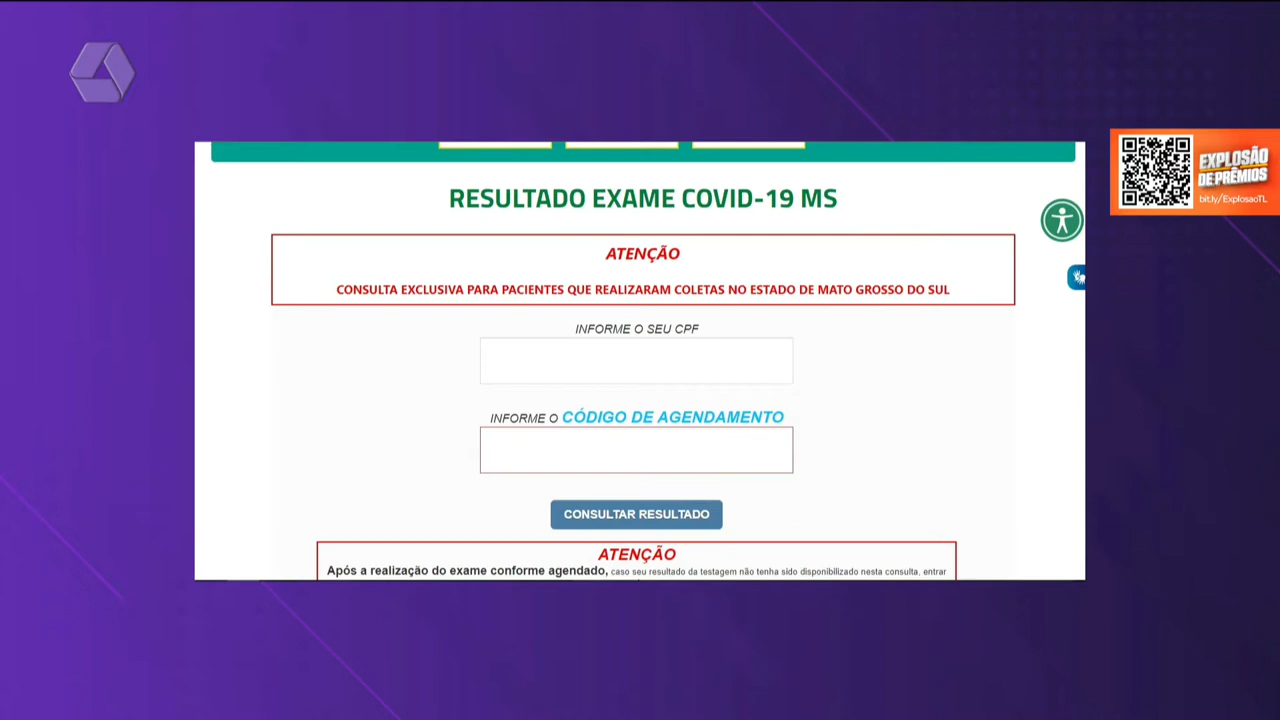 RESULTADO EXAME COVID-19 MS
ATENÇÃO
CONSULTA EXCLUSIVA PARA PACIENTES QUE REALIZARAM COLETAS NO ESTADO DE MATO GROSSO DO SUL
INFORME O SEU CPF
INFORME O CÓDIGO DE AGENDAMENTO
CONSULTAR RESULTADO
ATENÇÃO
Após a realização do exame conforme agendado, caso seu resultado da testagem não tenha sido disponibilizado nesta consulta, entrar
EXPLOSÃO
DE PRÊMIOS
bit.ly/ExplosaoTL